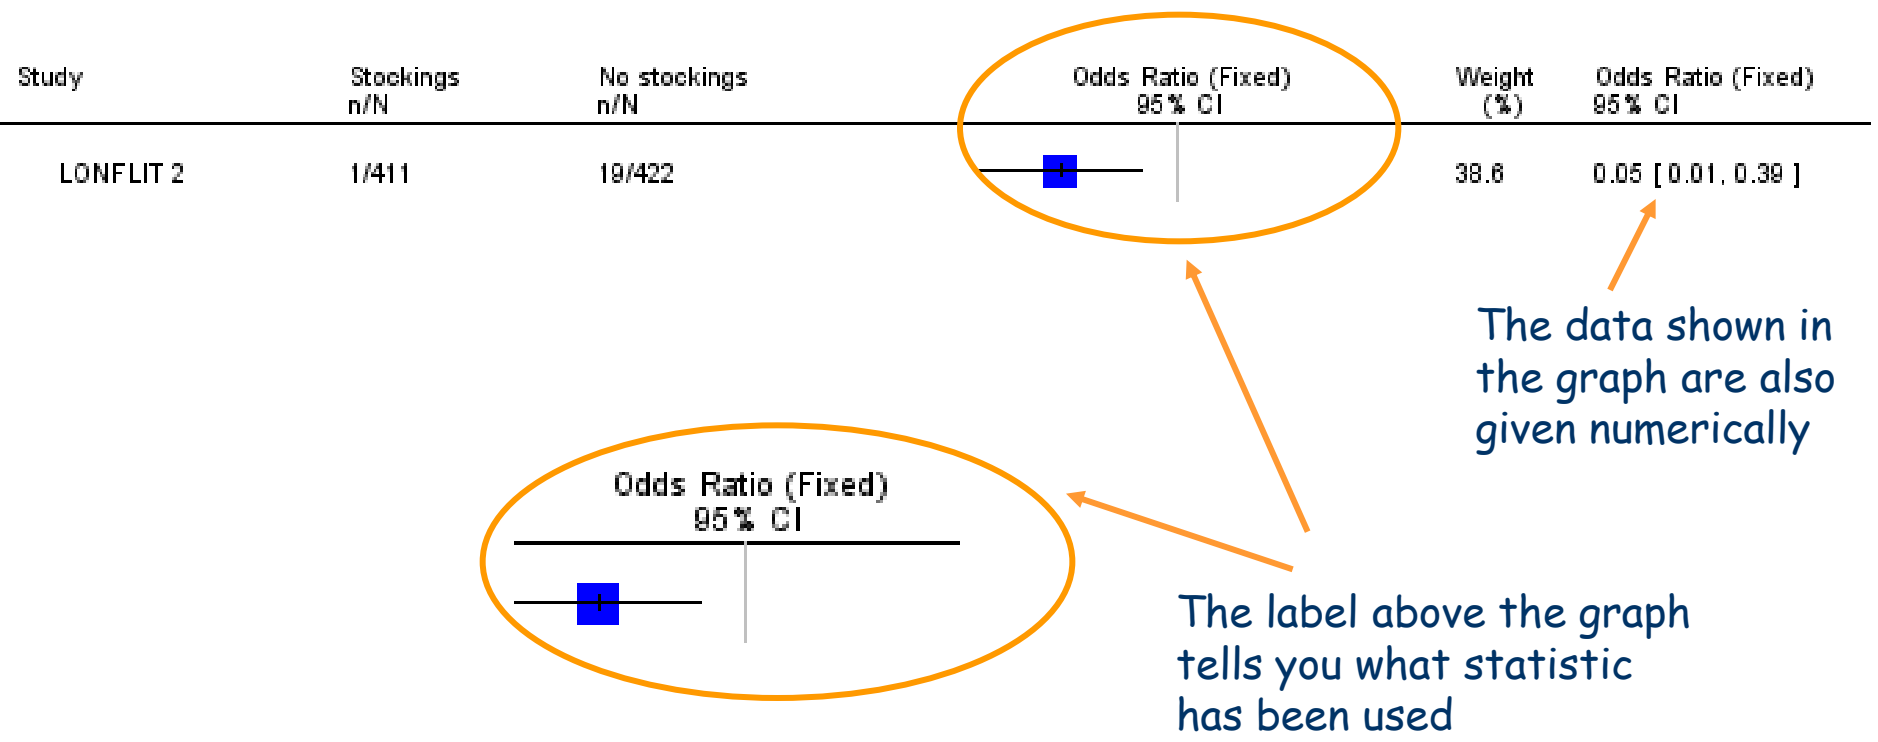 Study Stockings No stockings Odds Ratio (Fixed) Weight Odds Ratio (Fixed)
n/N n/N 95% CI (%) 95% CI
LONFLIT 2 1/411 19/422 38.6 0.05 [ 0.01, 0.39 ]
The data shown in
the graph are also
given numerically
Odds Ratio (Fixed)
95% CI
The label above the graph
tells you what statistic
has been used